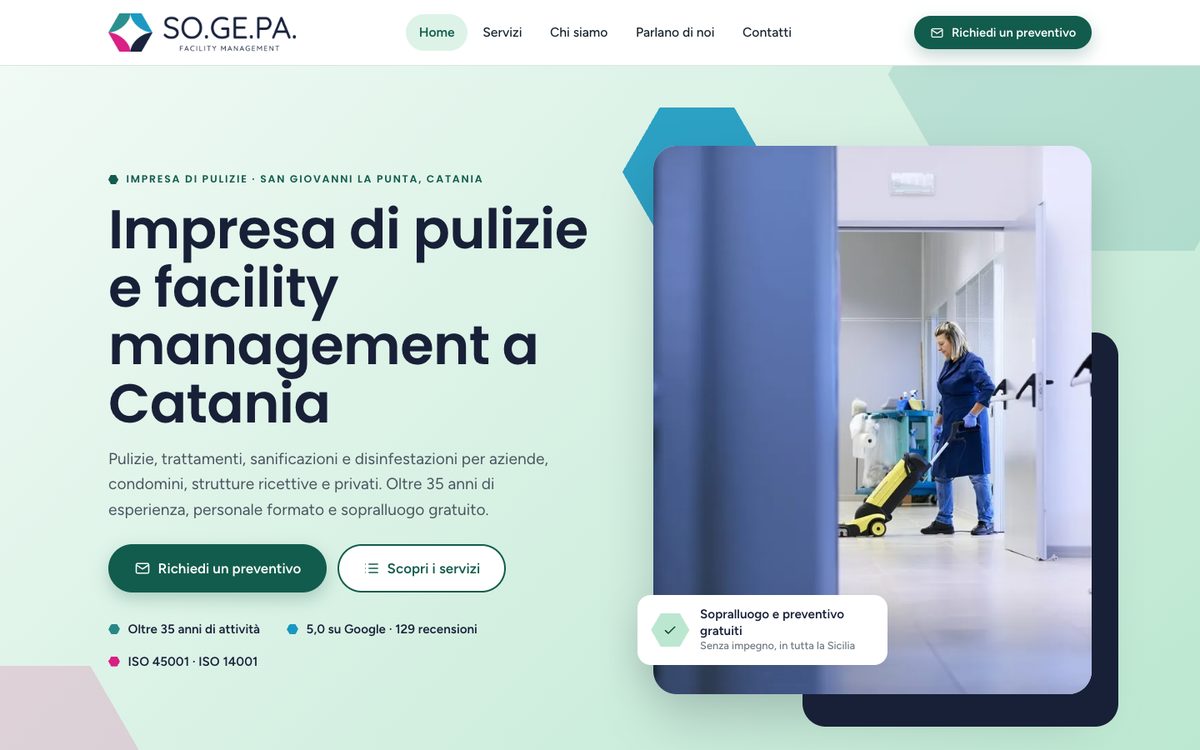 SO.GE.PA.
FACILITY MANAGEMENT
Home
Servizi
Chi siamo
Parlano di noi
Contatti
Richiedi un preventivo
IMPRESA DI PULIZIE · SAN GIOVANNI LA PUNTA, CATANIA
Impresa di pulizie
e facility
management a
Catania
Pulizie, trattamenti, sanificazioni e disinfestazioni per aziende,
condomini, strutture ricettive e privati. Oltre 35 anni di
esperienza, personale formato e sopralluogo gratuito.
Richiedi un preventivo
Scopri i servizi
Oltre 35 anni di attività
5,0 su Google · 129 recensioni
ISO 45001 · ISO 14001
Sopralluogo e preventivo
gratuiti
Senza impegno, in tutta la Sicilia